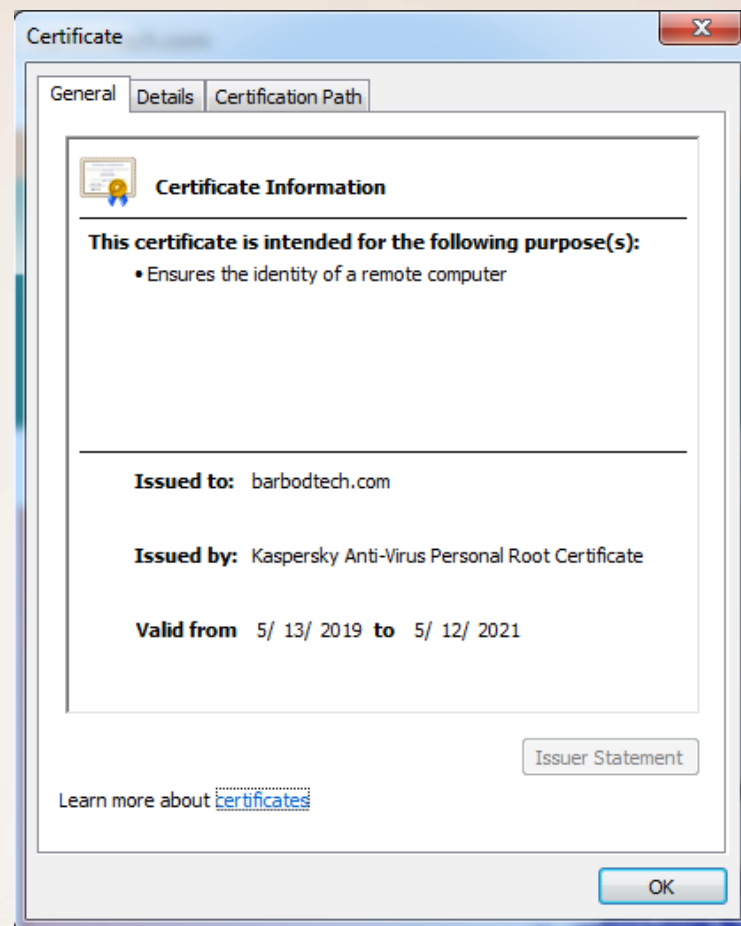 Certificate
General Details Certification Path
Certificate Information
This certificate is intended for the following purpose(s):
• Ensures the identity of a remote computer
Issued to: barbodtech.com
Issued by: Kaspersky Anti-Virus Personal Root Certificate
Valid from 5/ 13/ 2019 to 5/ 12/ 2021
Issuer Statement
Learn more about certificates
OK